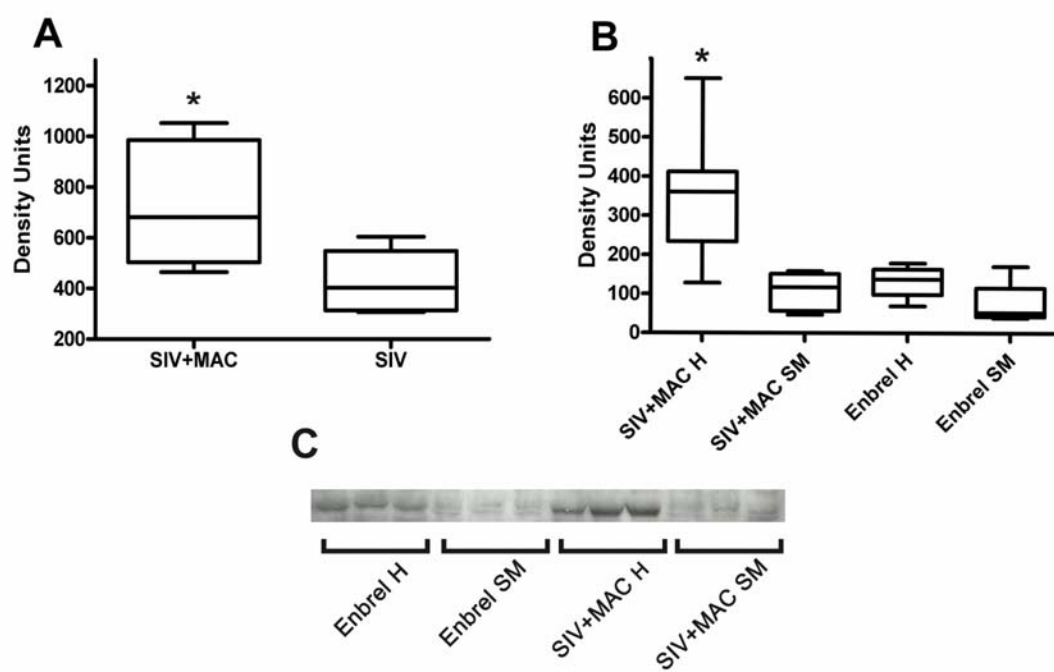 A
*
1200
1000
800
600
400
200
Density Units
SIV+MAC
SIV
B
*
600
500
400
300
200
100
0
Density Units
SIV+MAC H
SIV+MAC SM
Enbrel H
Enbrel SM
C
Enbrel H
Enbrel SM
SIV+MAC H
SIV+MAC SM